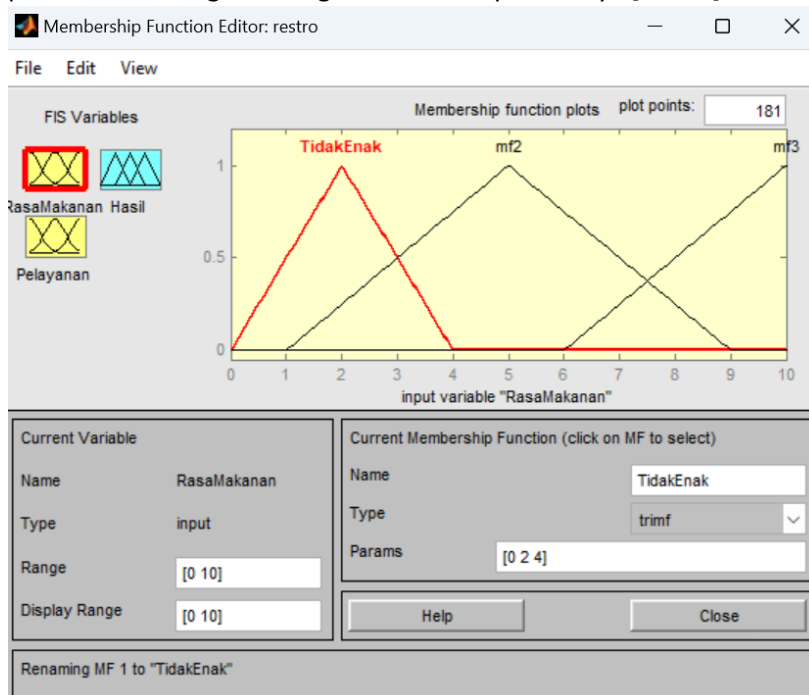 Membership Function Editor: restro
File Edit View
FIS Variables
RasaMakanan Hasil
Pelayanan
Membership function plots plot points: 181
TidakEnak mf2 mf3
1
0.5
0
0 1 2 3 4 5 6 7 8 9 10
input variable "RasaMakanan"
Current Variable
Name RasaMakanan
Type input
Range [0 10]
Display Range [0 10]
Current Membership Function (click on MF to select)
Name TidakEnak
Type trimf
Params [0 2 4]
Help Close
Renaming MF 1 to "TidakEnak"